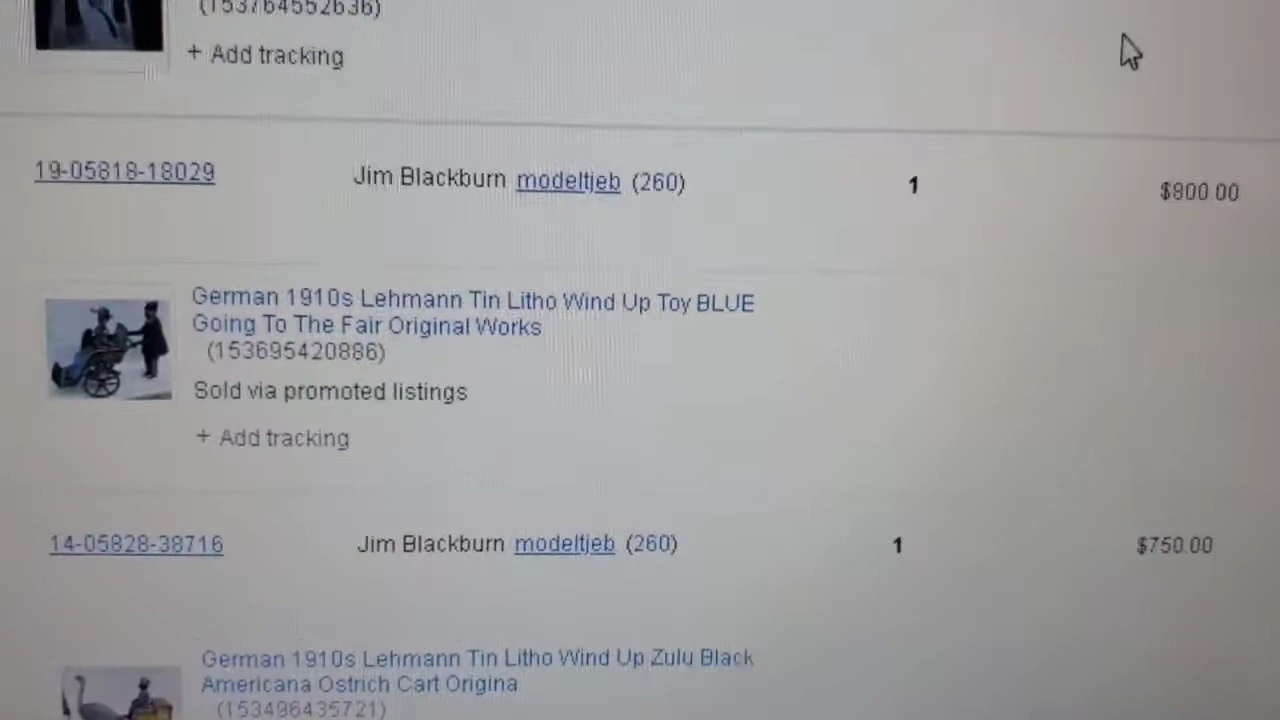 (153764552636)
+ Add tracking
19-05818-18029 Jim Blackburn modeltjeb (260) 1 $800.00
German 1910s Lehmann Tin Litho Wind Up Toy BLUE
Going To The Fair Original Works
(153695420886)
Sold via promoted listings
+ Add tracking
14-05828-38716 Jim Blackburn modeltjeb (260) 1 $750.00
German 1910s Lehmann Tin Litho Wind Up Zulu Black
Americana Ostrich Cart Origina
(153496435721)